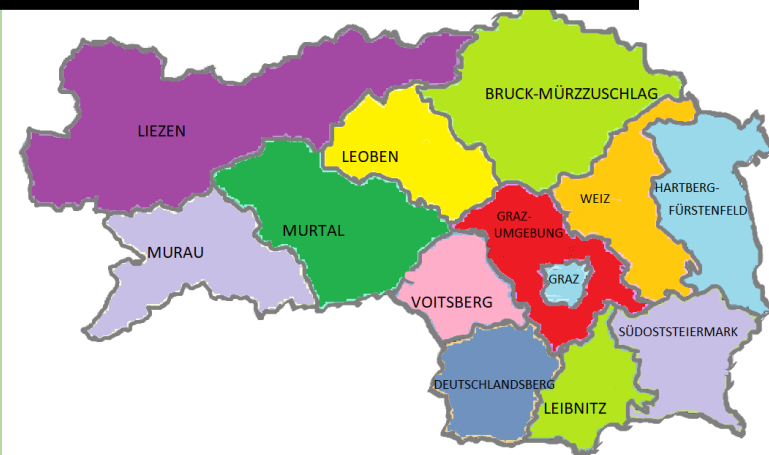 BRUCK-MÜRZZUSCHLAG
LIEZEN
LEOBEN
HARTBERG-
FÜRSTENFELD
WEIZ
GRAZ-
UMGEBUNG
MURTAL
MURAU
GRAZ
VOITSBERG
SÜDOSTSTEIERMARK
DEUTSCHLANDSBERG
LEIBNITZ